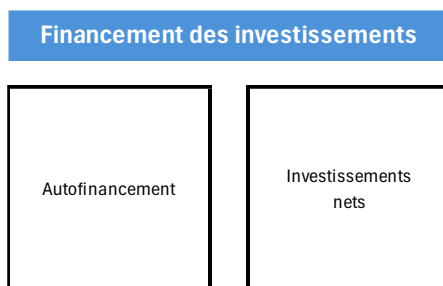 Financement des investissements
Autofinancement
Investissements
nets